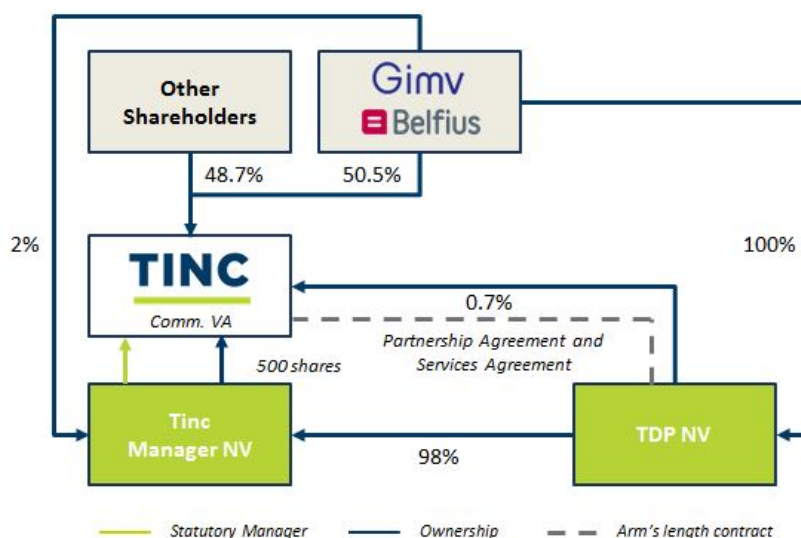 Other
Shareholders
Gimv
Belfius
48.7%
50.5%
2%
100%
TINC
Comm. VA
0.7%
Partnership Agreement and
Services Agreement
500 shares
Tinc
Manager NV
TDP NV
98%
Statutory Manager
Ownership
Arm's length contract